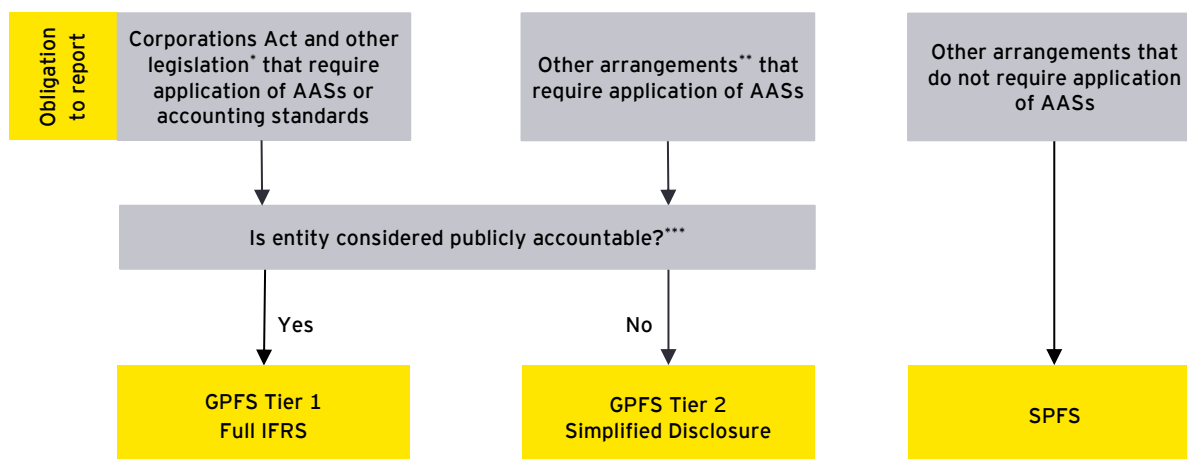 Obligation
to report
Corporations Act and other
legislation* that require
application of AASs or
accounting standards
Other arrangements** that
require application of AASs
Other arrangements that
do not require application
of AASs
Is entity considered publicly accountable?***
Yes
No
GPFS Tier 1
Full IFRS
GPFS Tier 2
Simplified Disclosure
SPFS